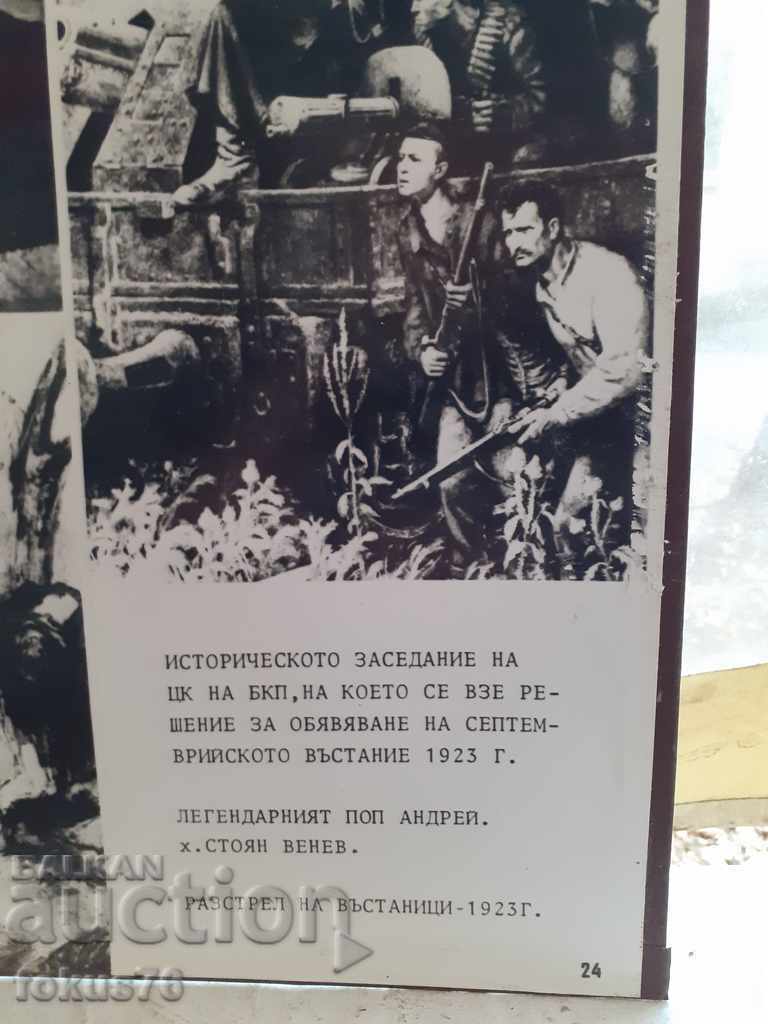 ИСТОРИЧЕСКОТО ЗАСЕДАНИЕ НА
ЦК НА БКП, НА КОЕТО СЕ ВЗЕ РЕ-
ШЕНИЕ ЗА ОБЯВЯВАНЕ НА СЕПТЕМ-
ВРИЙСКОТО ВЪСТАНИЕ 1923 Г.
ЛЕГЕНДАРНИЯТ ПОП АНДРЕЙ.
х.СТОЯН ВЕНЕВ.
РАЗСТРЕЛ НА ВЪСТАНИЦИ-1923Г.
24
BALKAN
auction
fokus76